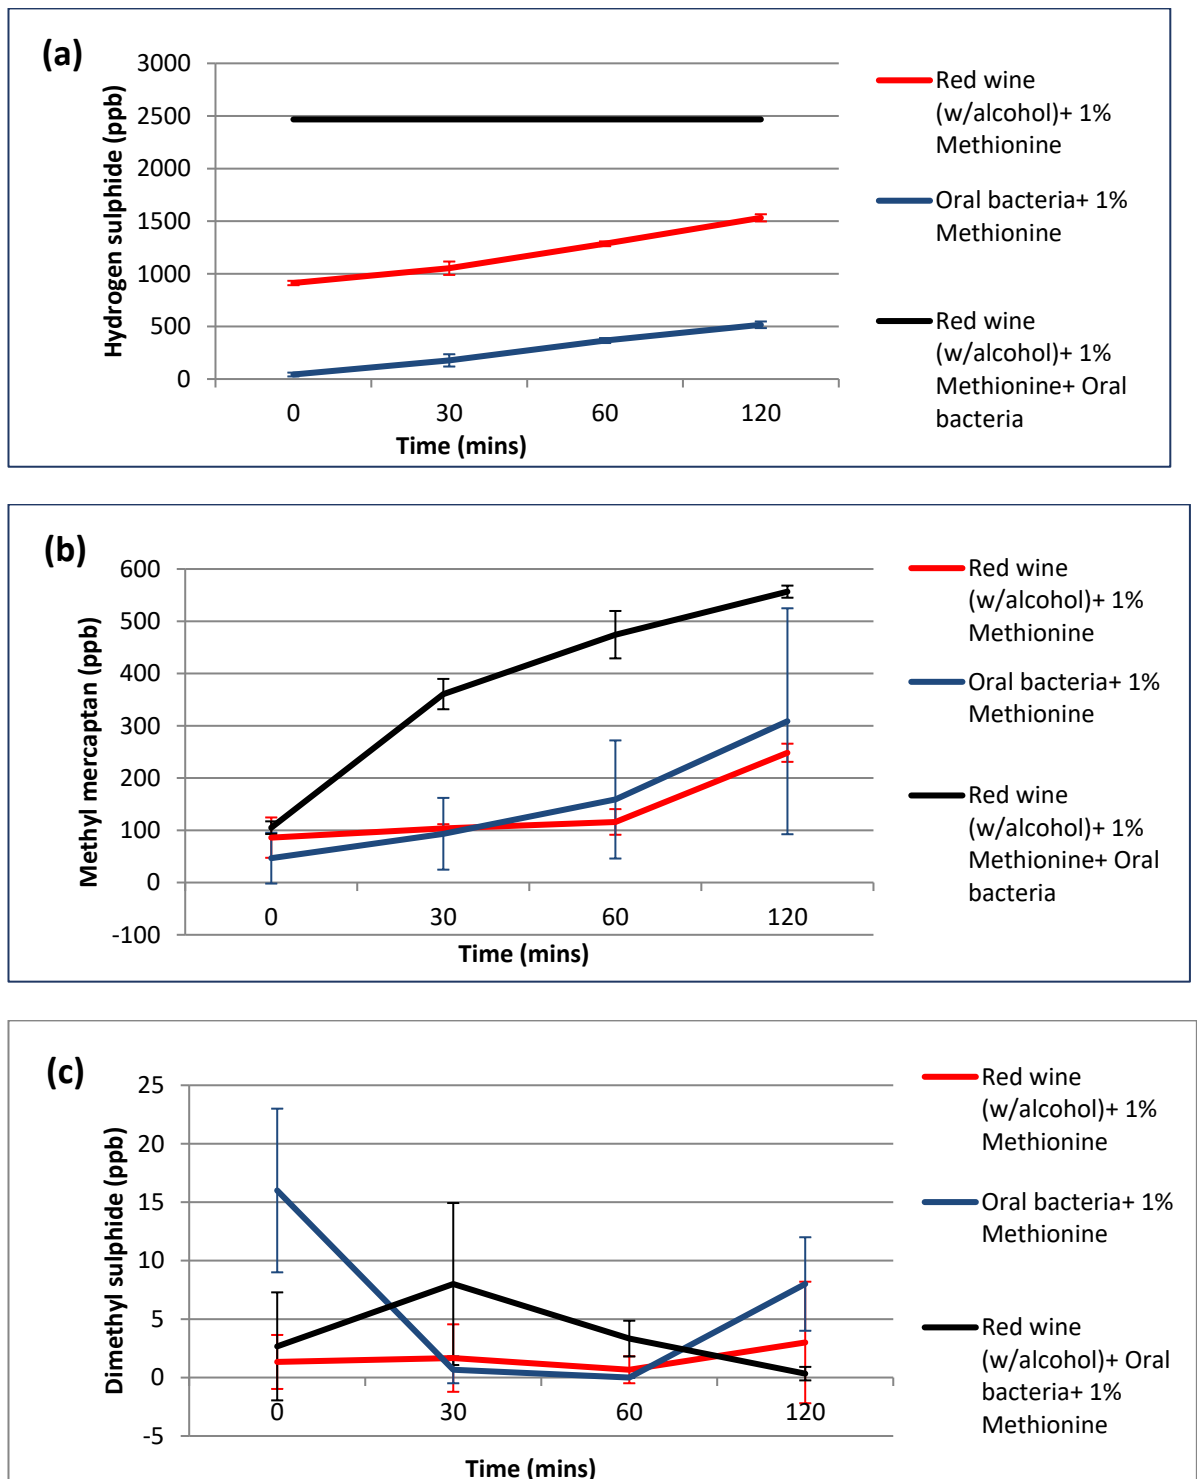 (a)
Hydrogen sulphide (ppb)
3000
2500
2000
1500
1000
500
0
0 30 60 120
Time (mins)
Red wine
(w/alcohol)+ 1%
Methionine
Oral bacteria+ 1%
Methionine
Red wine
(w/alcohol)+ 1%
Methionine+ Oral
bacteria
(b)
Methyl mercaptan (ppb)
600
500
400
300
200
100
0
-100
0 30 60 120
Time (mins)
Red wine
(w/alcohol)+ 1%
Methionine
Oral bacteria+ 1%
Methionine
Red wine
(w/alcohol)+ 1%
Methionine+ Oral
bacteria
(c)
Dimethyl sulphide (ppb)
25
20
15
10
5
0
-5
0 30 60 120
Time (mins)
Red wine
(w/alcohol)+ 1%
Methionine
Oral bacteria+ 1%
Methionine
Red wine
(w/alcohol)+ Oral
bacteria+ 1%
Methionine